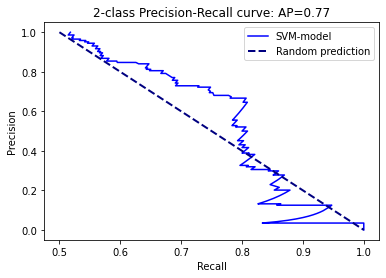 2-class Precision-Recall curve: AP=0.77
SVM-model
Random prediction
Precision
1.0
0.8
0.6
0.4
0.2
0.0
0.5 0.6 0.7 0.8 0.9 1.0
Recall